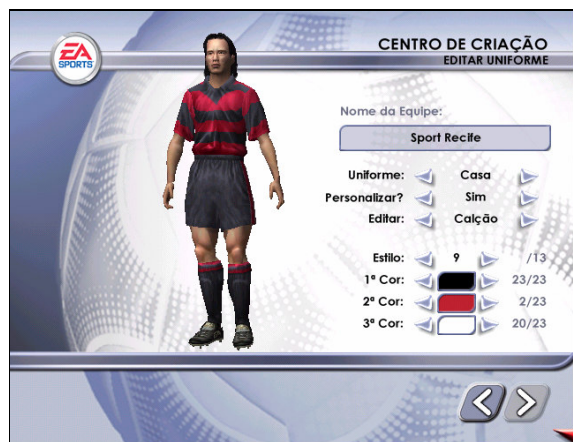 EA
SPORTS
CENTRO DE CRIAÇÃO
EDITAR UNIFORME
Nome da Equipe:
Sport Recife
Uniforme: Casa
Personalizar? Sim
Editar: Calção
Estilo: 9 /13
1ª Cor: 23/23
2ª Cor: 2/23
3ª Cor: 20/23